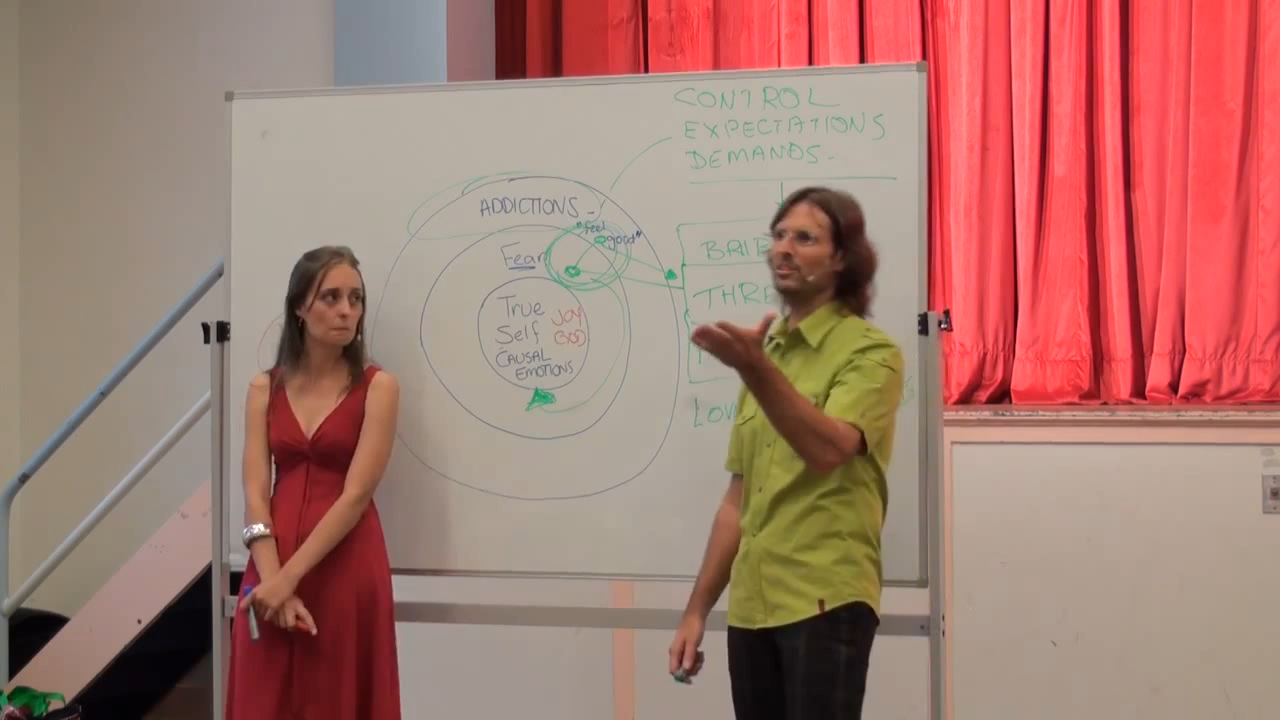 CONTROL
EXPECTATIONS
DEMANDS-
ADDICTIONS -
"feel
good"
Fear
True
Self
JOY
GOD
CAUSAL
EMOTIONS